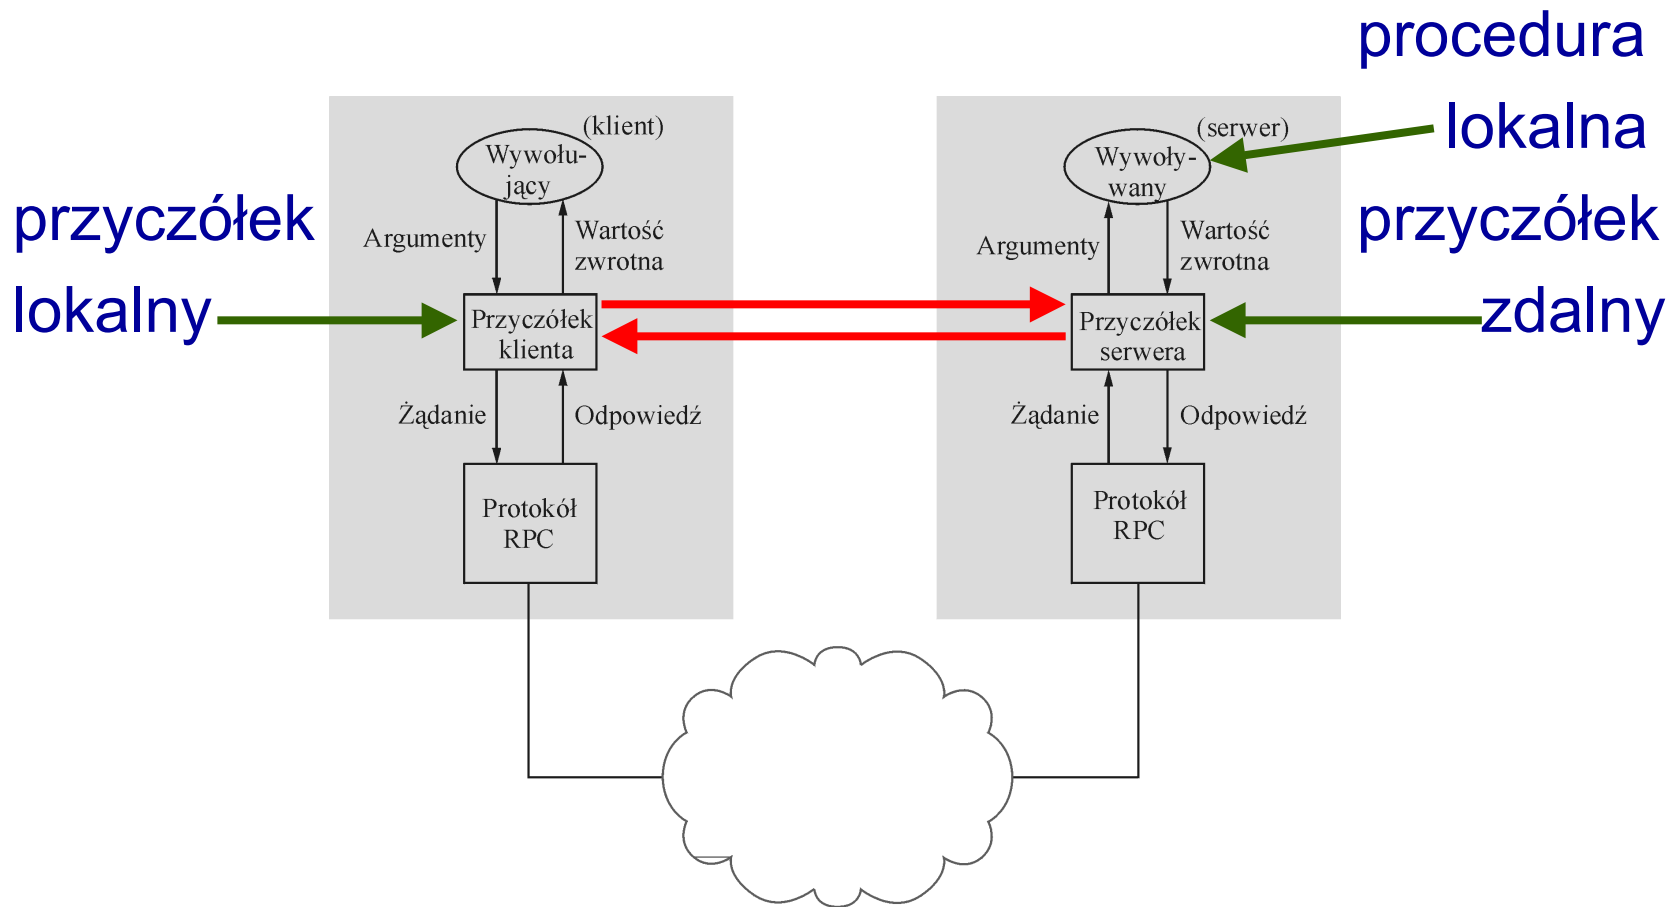 procedura
lokalna
przyczółek
zdalny
przyczółek
lokalny
(klient)
Wywołu-
jący
Argumenty
Wartość
zwrotna
Przyczółek
klienta
Żądanie
Odpowiedź
Protokół
RPC
(serwer)
Wywoły-
wany
Argumenty
Wartość
zwrotna
Przyczółek
serwera
Żądanie
Odpowiedź
Protokół
RPC